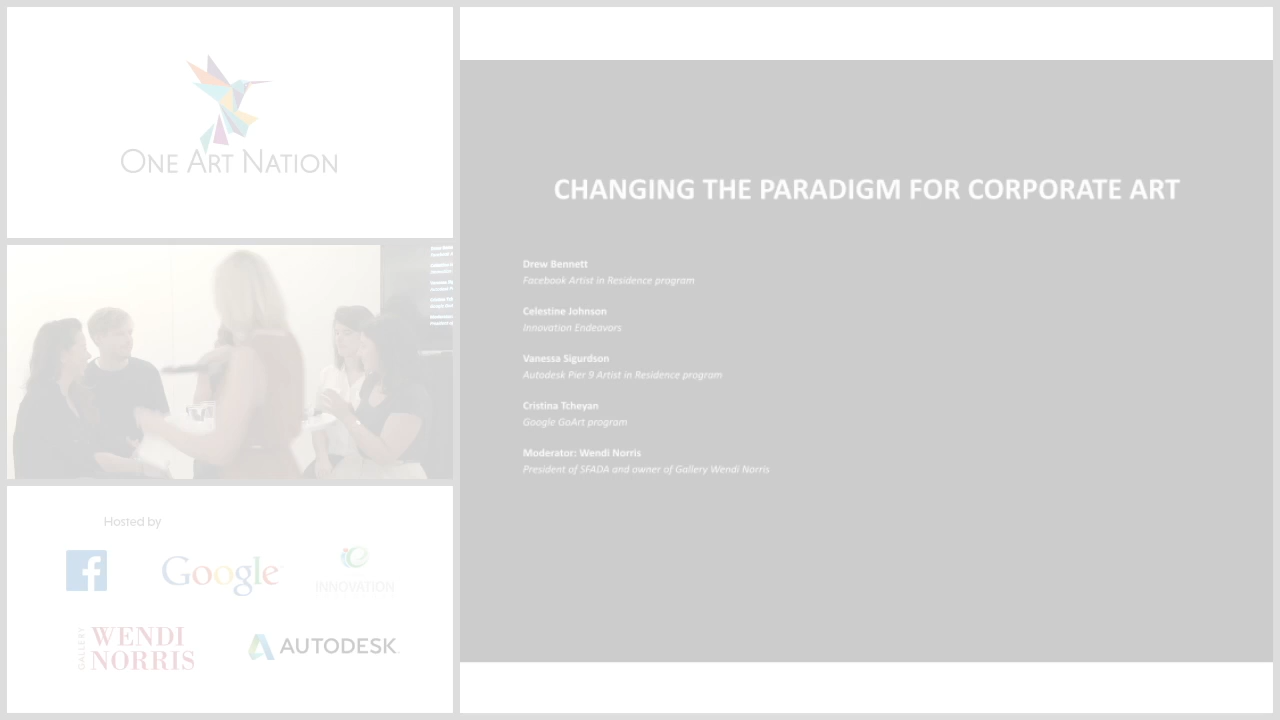 ONE ART NATION
Hosted by
Google
INNOVATION
GALLERY
WENDI
NORRIS
AUTODESK
CHANGING THE PARADIGM FOR CORPORATE ART
Drew Bennett
Facebook Artist in Residence program
Celestine Johnson
Innovation Endeavors
Vanessa Sigurdson
Autodesk Pier 9 Artist in Residence program
Cristina Tcheyan
Google GoArt program
Moderator: Wendi Norris
President of SFADA and owner of Gallery Wendi Norris